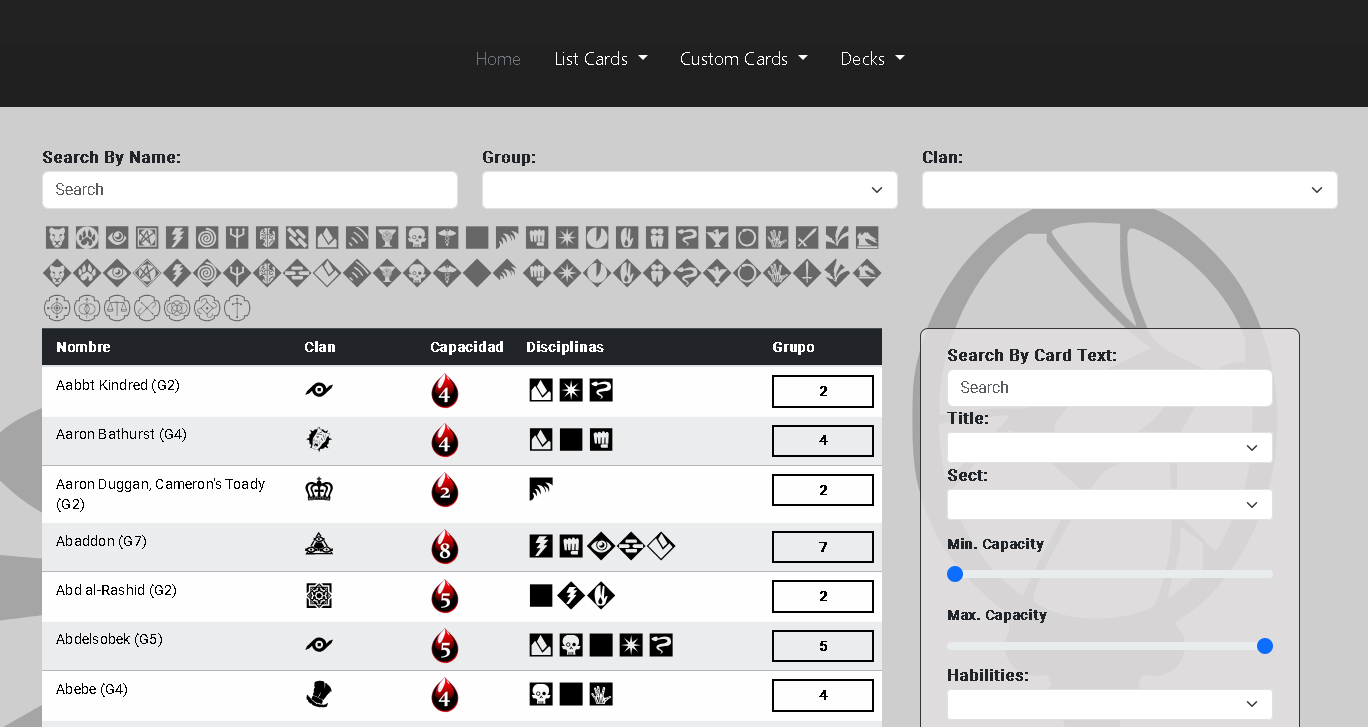 Home List Cards Custom Cards Decks
Search By Name: Group: Clan:
Search
Nombre Clan Capacidad Disciplinas Grupo
Aabbt Kindred (G2) 4 2
Aaron Bathurst (G4) 4 4
Aaron Duggan, Cameron's Toady
(G2) 2 2
Abaddon (G7) 8 7
Abd al-Rashid (G2) 5 2
Abdelsobek (G5) 5 5
Abebe (G4) 4 4
Search By Card Text:
Search
Title:
Sect:
Min. Capacity
Max. Capacity
Habilities: